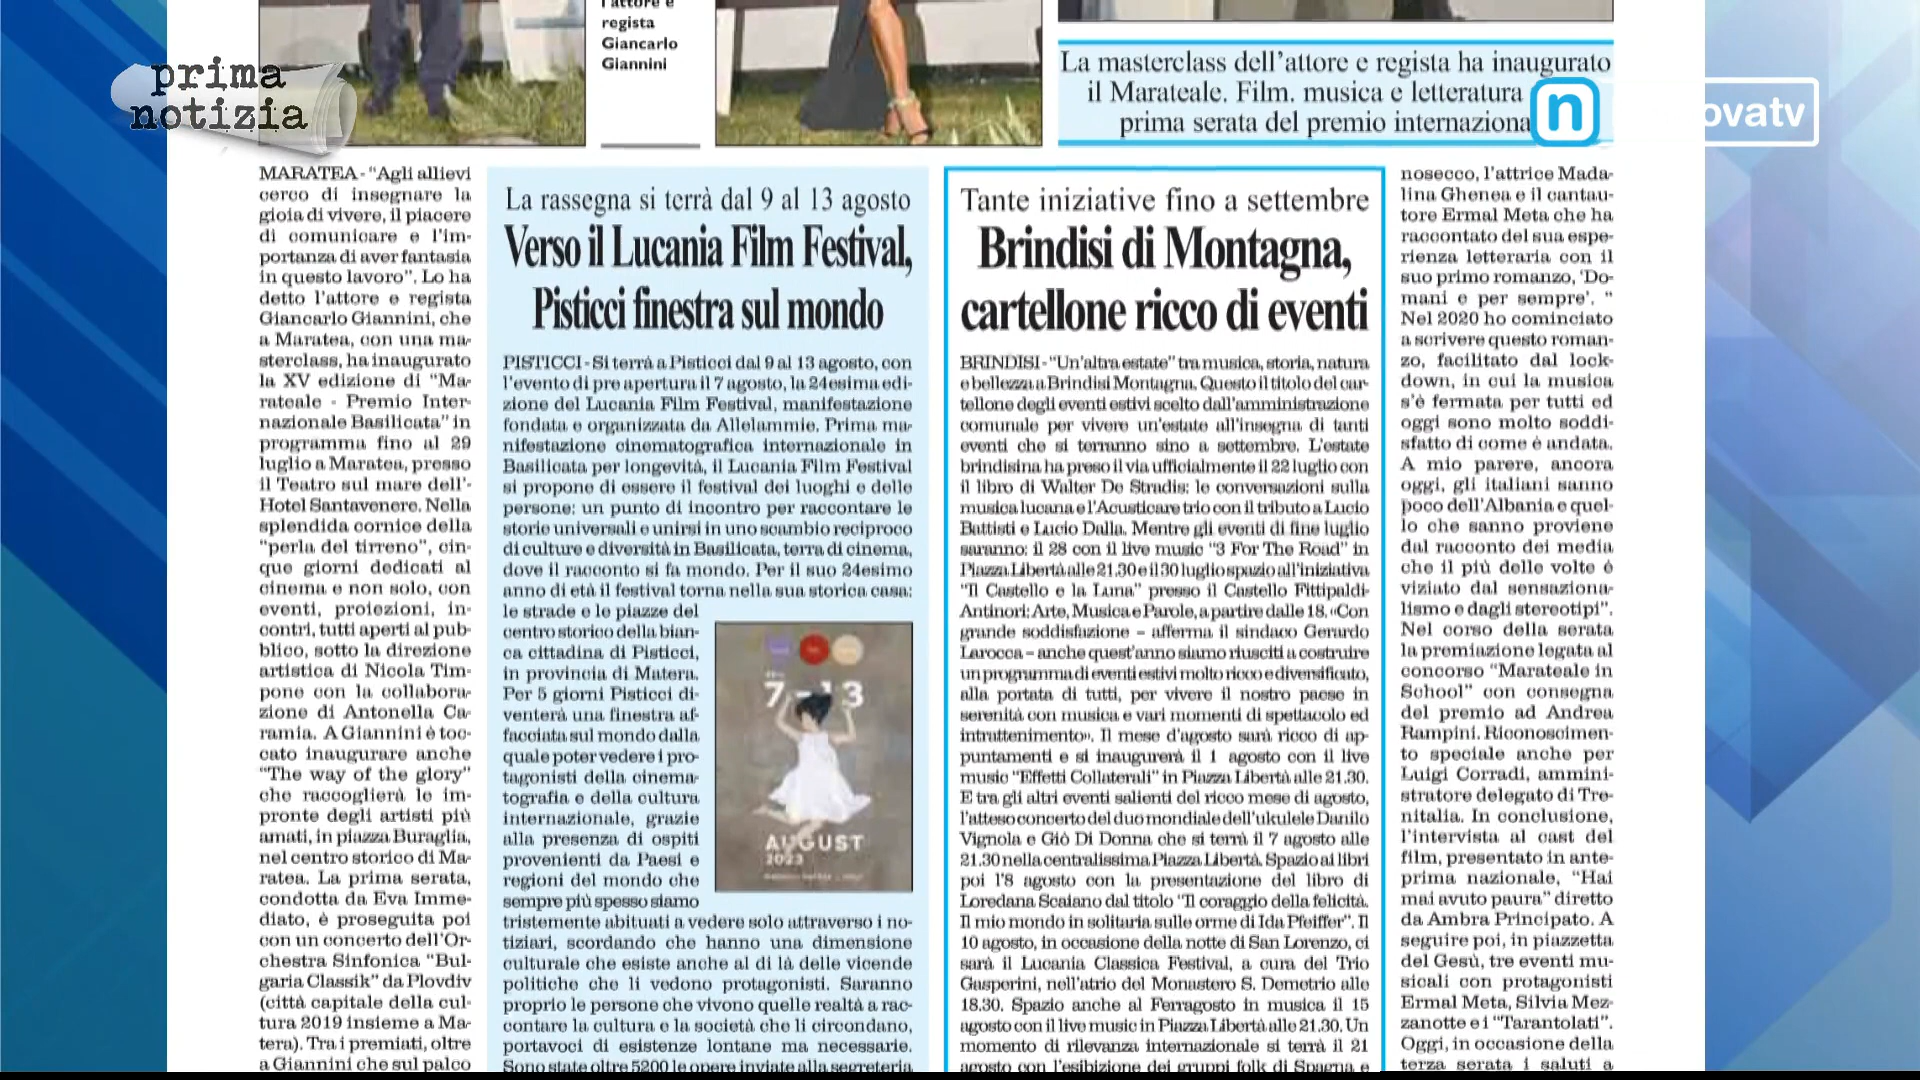 prima
notizia
regista
Giancarlo
Giannini
La masterclass dell'attore e regista ha inaugurato
il Marateale. Film, musica e letteratura
prima serata del premio internaziona
n
ovatv
MARATEA - "Agli allievi
cerco di insegnare la
gioia di vivere, il piacere
di comunicare e l'im-
portanza di aver fantasia
in questo lavoro". Lo ha
detto l'attore e regista
Giancarlo Giannini, che
a Maratea, con una ma-
sterclass, ha inaugurato
la XV edizione di "Ma-
rateale - Premio Inter-
nazionale Basilicata" in
programma fino al 29
luglio a Maratea, presso
il Teatro sul mare dell'-
Hotel Santavenere. Nella
splendida cornice della
"perla del tirreno", cin-
que giorni dedicati al
cinema e non solo, con
eventi, proiezioni, in-
contri, tutti aperti al pub-
blico, sotto la direzione
artistica di Nicola Tim-
pone con la collabora-
zione di Antonella Ca-
ramia. A Giannini è toc-
cato inaugurare anche
"The way of the glory"
che raccoglierà le im-
pronte degli artisti più
amati, in piazza Buraglia,
nel centro storico di Ma-
ratea. La prima serata,
condotta da Eva Imme-
diato, è proseguita poi
con un concerto dell'Or-
chestra Sinfonica "Bul-
garia Classik" da Plovdiv
(città capitale della cul-
tura 2019 insieme a Ma-
tera). Tra i premiati, oltre
a Giannini che sul palco
La rassegna si terrà dal 9 al 13 agosto
Verso il Lucania Film Festival,
Pisticci finestra sul mondo
PISTICCI - Si terrà a Pisticci dal 9 al 13 agosto, con
l'evento di pre apertura il 7 agosto, la 24esima edi-
zione del Lucania Film Festival, manifestazione
fondata e organizzata da Allelammie. Prima ma-
nifestazione cinematografica internazionale in
Basilicata per longevità, il Lucania Film Festival
si propone di essere il festival dei luoghi e delle
persone: un punto di incontro per raccontare le
storie universali e unirsi in uno scambio reciproco
di culture e diversità in Basilicata, terra di cinema,
dove il racconto si fa mondo. Per il suo 24esimo
anno di età il festival torna nella sua storica casa:
le strade e le piazze del
centro storico della bian-
ca cittadina di Pisticci,
in provincia di Matera.
Per 5 giorni Pisticci di-
venterà una finestra af-
facciata sul mondo dalla
quale poter vedere i pro-
tagonisti della cinema-
tografia e della cultura
internazionale, grazie
alla presenza di ospiti
provenienti da Paesi e
regioni del mondo che
sempre più spesso siamo
tristemente abituati a vedere solo attraverso i no-
tiziari, scordando che hanno una dimensione
culturale che esiste anche al di là delle vicende
politiche che li vedono protagonisti. Saranno
proprio le persone che vivono quelle realtà a rac-
contare la cultura e la società che li circondano,
portavoci di esistenze lontane ma necessarie.
Sono state oltre 5200 le opere inviate alla segreteria
7-13
AUGUST
2023
Tante iniziative fino a settembre
Brindisi di Montagna,
cartellone ricco di eventi
BRINDISI - "Un'altra estate" tra musica, storia, natura
e bellezza a Brindisi Montagna. Questo il titolo del car-
tellone degli eventi estivi scelto dall'amministrazione
comunale per vivere un'estate all'insegna di tanti
eventi che si terranno sino a settembre. L'estate
brindisina ha preso il via ufficialmente il 22 luglio con
il libro di Walter De Stradis: le conversazioni sulla
musica lucana e l'Acusticare trio con il tributo a Lucio
Battisti e Lucio Dalla. Mentre gli eventi di fine luglio
saranno: il 28 con il live music "3 For The Road" in
Piazza Libertà alle 21.30 e il 30 luglio spazio all'iniziativa
"Il Castello e la Luna" presso il Castello Fittipaldi-
Antinori: Arte, Musica e Parole, a partire dalle 18. «Con
grande soddisfazione – afferma il sindaco Gerardo
Larocca – anche quest'anno siamo riusciti a costruire
un programma di eventi estivi molto ricco e diversificato,
alla portata di tutti, per vivere il nostro paese in
serenità con musica e vari momenti di spettacolo ed
intrattenimento». Il mese d'agosto sarà ricco di ap-
puntamenti e si inaugurerà il 1 agosto con il live
music "Effetti Collaterali" in Piazza Libertà alle 21.30.
E tra gli altri eventi salienti del ricco mese di agosto,
l'atteso concerto del duo mondiale dell'ukulele Danilo
Vignola e Giò Di Donna che si terrà il 7 agosto alle
21.30 nella centralissima Piazza Libertà. Spazio ai libri
poi l'8 agosto con la presentazione del libro di
Loredana Scaiano dal titolo "Il coraggio della felicità.
Il mio mondo in solitaria sulle orme di Ida Pfeiffer". Il
10 agosto, in occasione della notte di San Lorenzo, ci
sarà il Lucania Classica Festival, a cura del Trio
Gasperini, nell'atrio del Monastero S. Demetrio alle
18.30. Spazio anche al Ferragosto in musica il 15
agosto con il live music in Piazza Libertà alle 21.30. Un
momento di rilevanza internazionale si terrà il 21
agosto con l'esibizione dei gruppi folk di Spagna e
nosecco, l'attrice Mada-
lina Ghenea e il cantau-
tore Ermal Meta che ha
raccontato del sua espe-
rienza letteraria con il
suo primo romanzo, 'Do-
mani e per sempre'. "
Nel 2020 ho cominciato
a scrivere questo roman-
zo, facilitato dal lock-
down, in cui la musica
s'è fermata per tutti ed
oggi sono molto soddi-
sfatto di come è andata.
A mio parere, ancora
oggi, gli italiani sanno
poco dell'Albania e quel-
lo che sanno proviene
dal racconto dei media
che il più delle volte è
viziato dal sensaziona-
lismo e dagli stereotipi".
Nel corso della serata
la premiazione legata al
concorso "Marateale in
School" con consegna
del premio ad Andrea
Rampini. Riconoscimen-
to speciale anche per
Luigi Corradi, ammini-
stratore delegato di Tre-
nitalia. In conclusione,
l'intervista al cast del
film, presentato in ante-
prima nazionale, "Hai
mai avuto paura" diretto
da Ambra Principato. A
seguire poi, in piazzetta
del Gesù, tre eventi mu-
sicali con protagonisti
Ermal Meta, Silvia Mez-
zanotte e i "Tarantolati".
Oggi, in occasione della
terza serata i saluti a